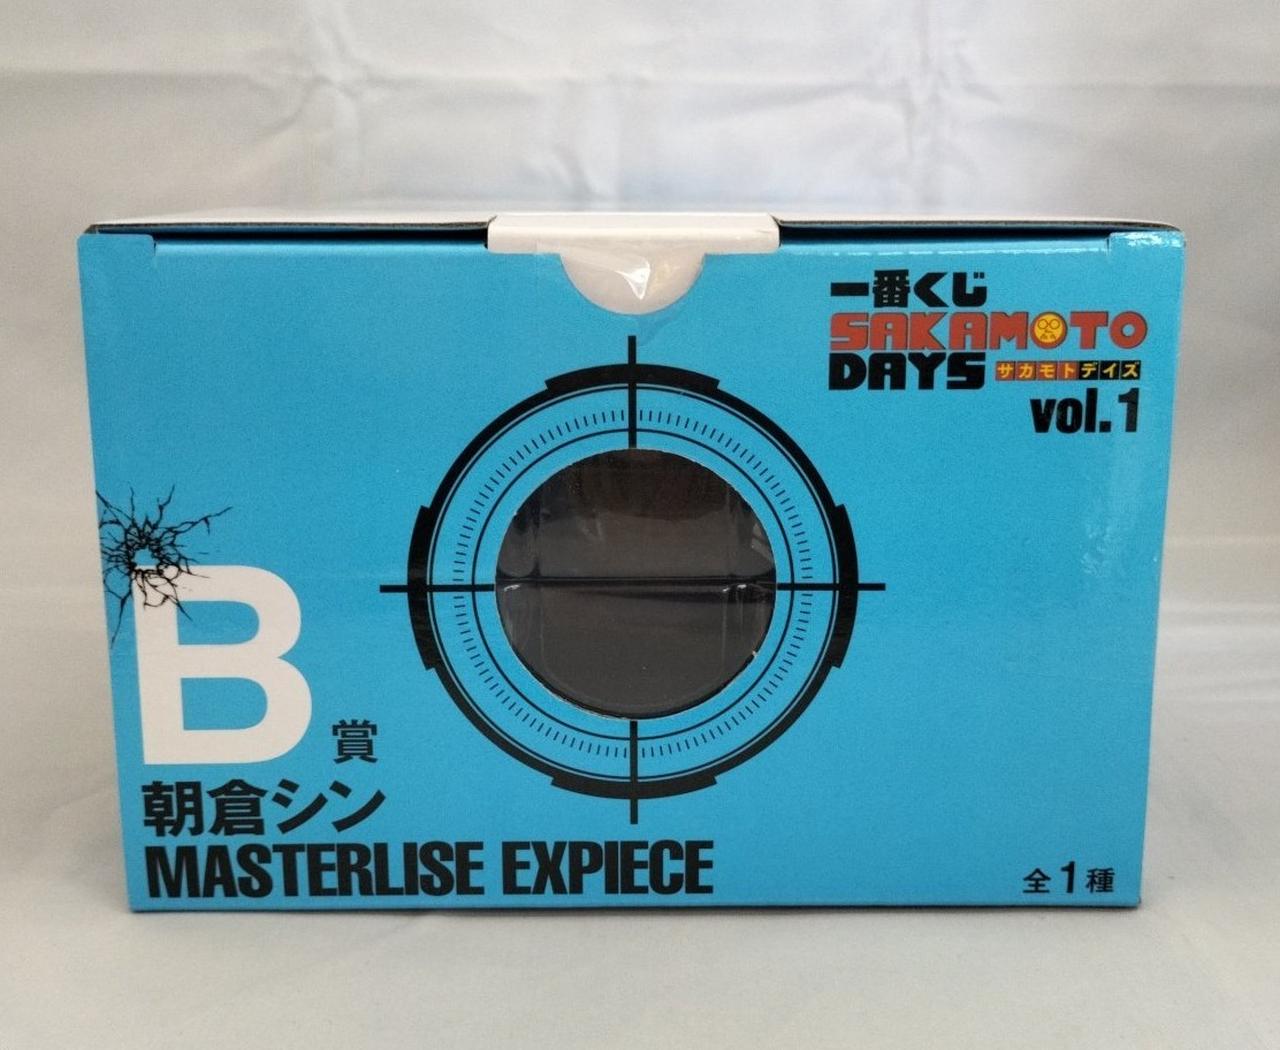 一番くじ
SAKAMOTO
DAYS サカモトデイズ
vol.1
B賞
朝倉シン
MASTERLISE EXPIECE
全1種